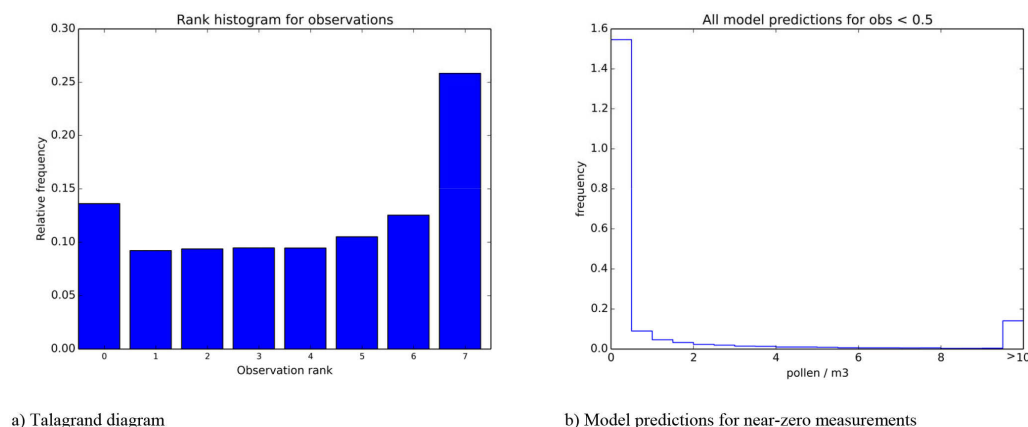 Rank histogram for observations
0.30
0.25
0.20
0.15
0.10
0.05
0.00
Relative frequency
0 1 2 3 4 5 6 7
Observation rank
All model predictions for obs < 0.5
1.6
1.4
1.2
1.0
0.8
0.6
0.4
0.2
0.0
frequency
0 2 4 6 8 >10
pollen / m3
a) Talagrand diagram
b) Model predictions for near-zero measurements